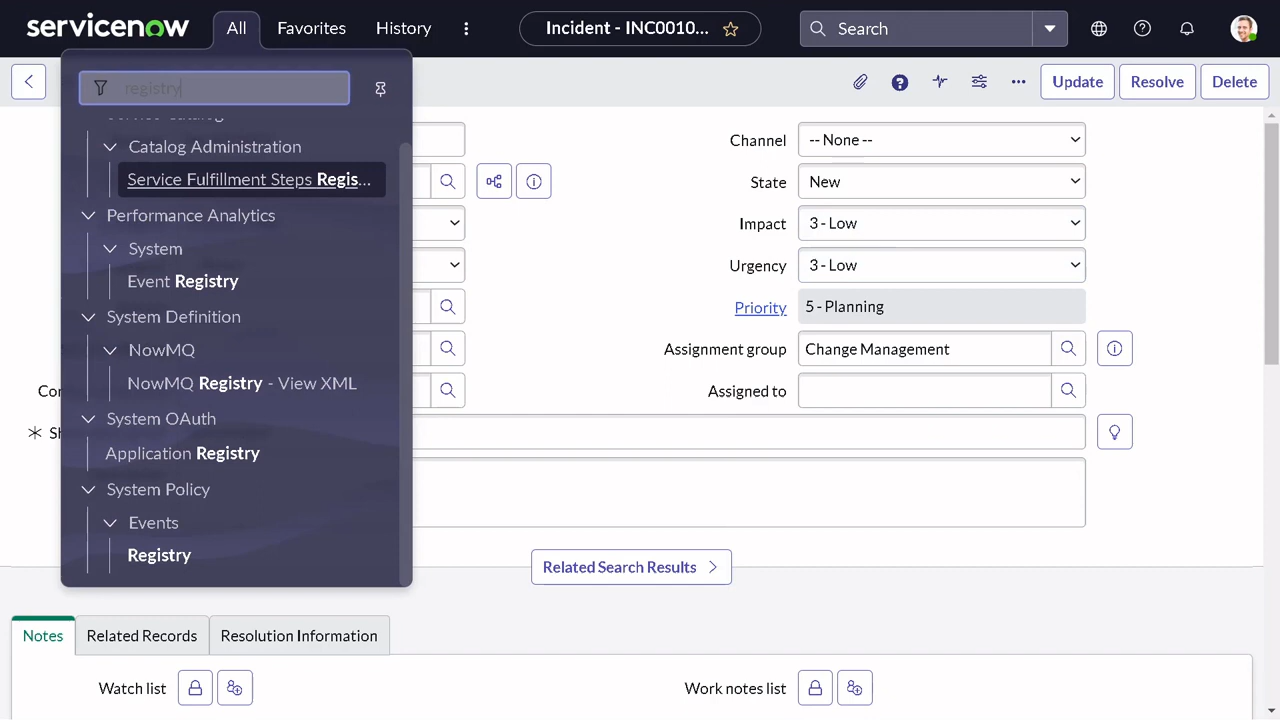 servicenow
All
Favorites
History
Incident - INC0010...
Search
registry
Update
Resolve
Delete
Service Catalog
Catalog Administration
Service Fulfillment Steps Regis...
Performance Analytics
System
Event Registry
System Definition
NowMQ
NowMQ Registry - View XML
System OAuth
Application Registry
System Policy
Events
Registry
Channel
-- None --
State
New
Impact
3 - Low
Urgency
3 - Low
Priority
5 - Planning
Assignment group
Change Management
Assigned to
Related Search Results
Notes
Related Records
Resolution Information
Watch list
Work notes list